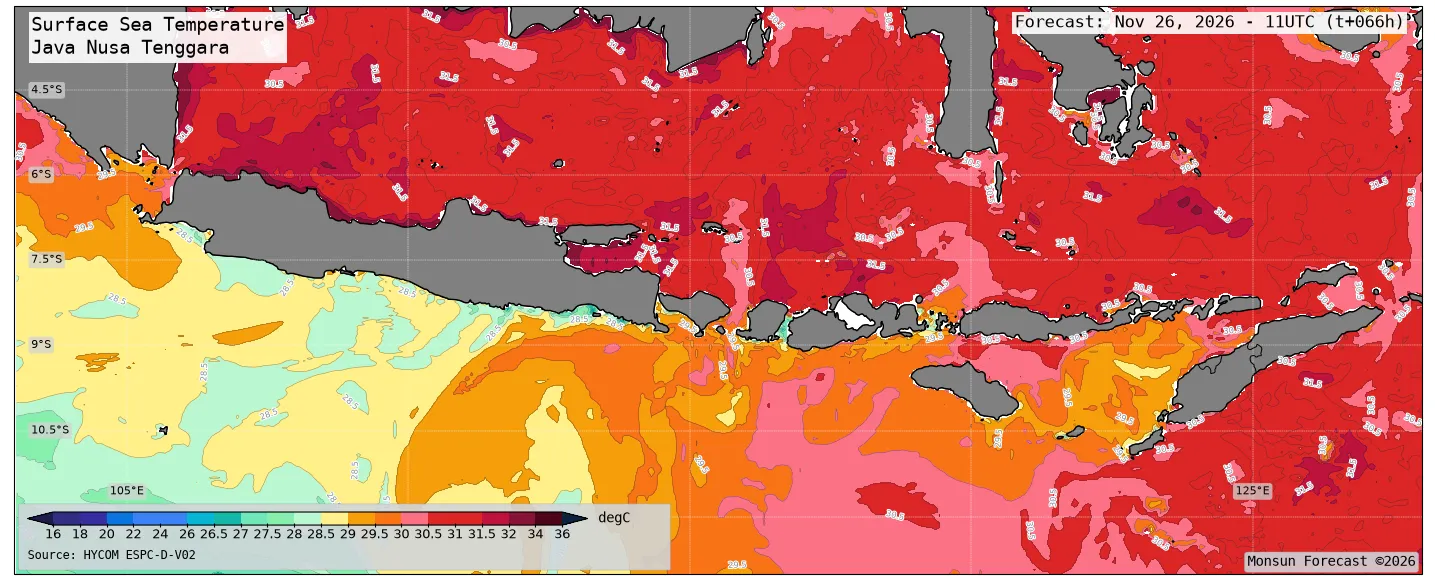 Surface Sea Temperature
Java Nusa Tenggara
Forecast: Nov 26, 2026 - 11UTC (t+066h)
4.5°S
6°S
7.5°S
9°S
10.5°S
105°E
125°E
degC
16 18 20 22 24 26 26.5 27 27.5 28 28.5 29 29.5 30 30.5 31 31.5 32 34 36
Source: HYCOM ESPC-D-V02
Monsun Forecast ©2026